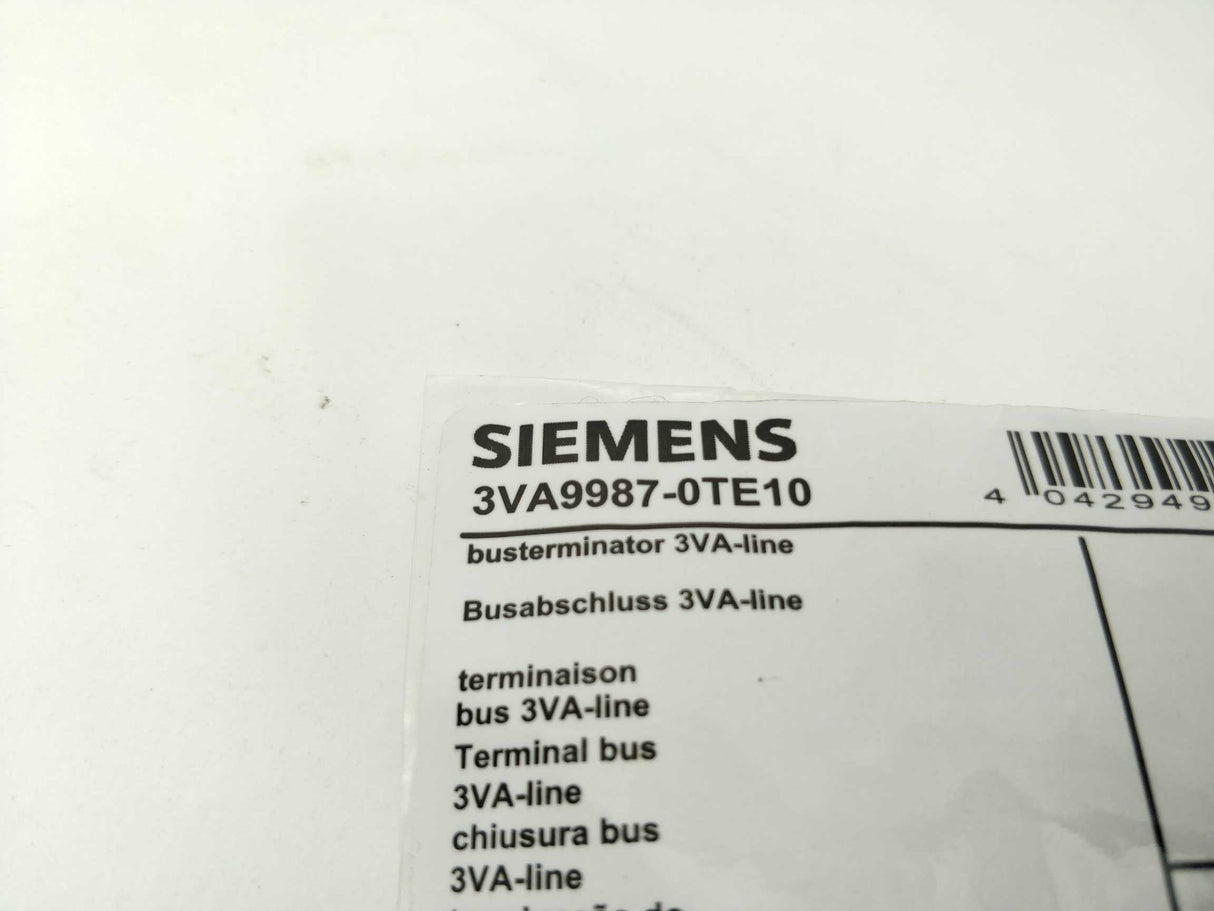 SIEMENS
3VA9987-0TE10
4 042949
busterminator 3VA-line
Busabschluss 3VA-line
terminaison
bus 3VA-line
Terminal bus
3VA-line
chiusura bus
3VA-line